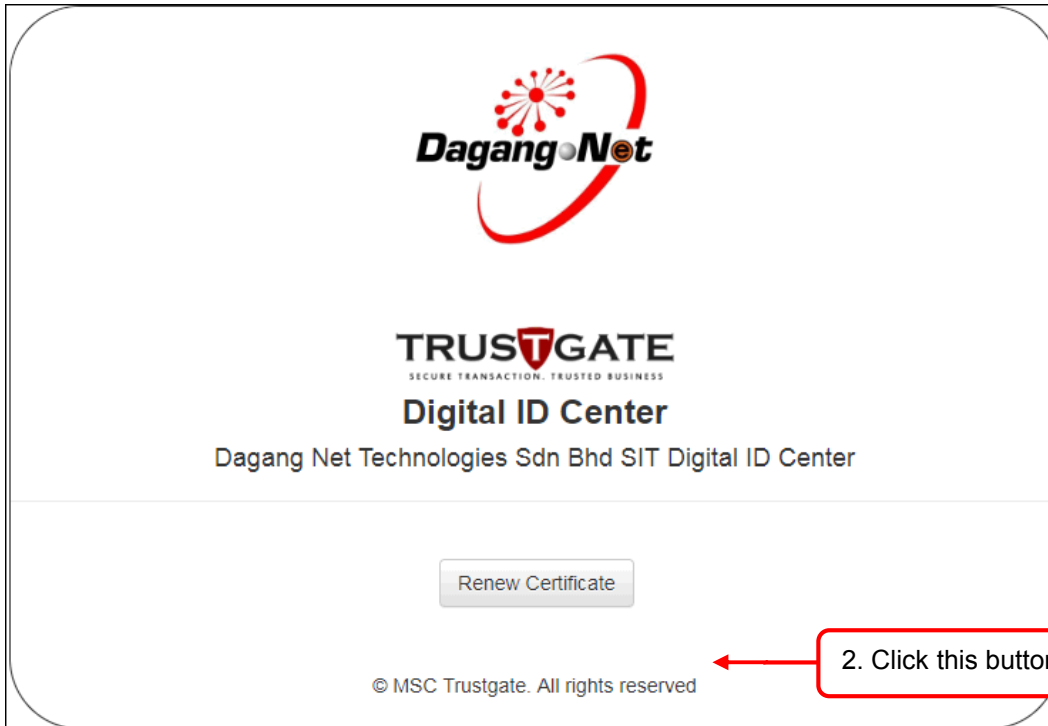 Dagang Net
TRUSTGATE
SECURE TRANSACTION. TRUSTED BUSINESS
Digital ID Center
Dagang Net Technologies Sdn Bhd SIT Digital ID Center
Renew Certificate
2. Click this button
© MSC Trustgate. All rights reserved